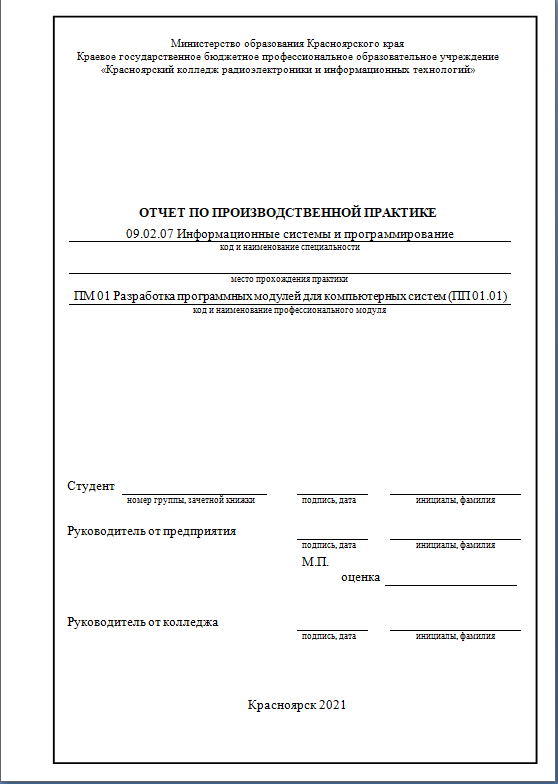 Министерство образования Красноярского края
Краевое государственное бюджетное профессиональное образовательное учреждение
«Красноярский колледж радиоэлектроники и информационных технологий»
ОТЧЕТ ПО ПРОИЗВОДСТВЕННОЙ ПРАКТИКЕ
09.02.07 Информационные системы и программирование
код и наименование специальности
место прохождения практики
ПМ 01 Разработка программных модулей для компьютерных систем (ПП 01.01)
код и наименование профессионального модуля
Студент
номер группы, зачетной книжки подпись, дата инициалы, фамилия
Руководитель от предприятия
подпись, дата инициалы, фамилия
М.П.
оценка
Руководитель от колледжа
подпись, дата инициалы, фамилия
Красноярск 2021